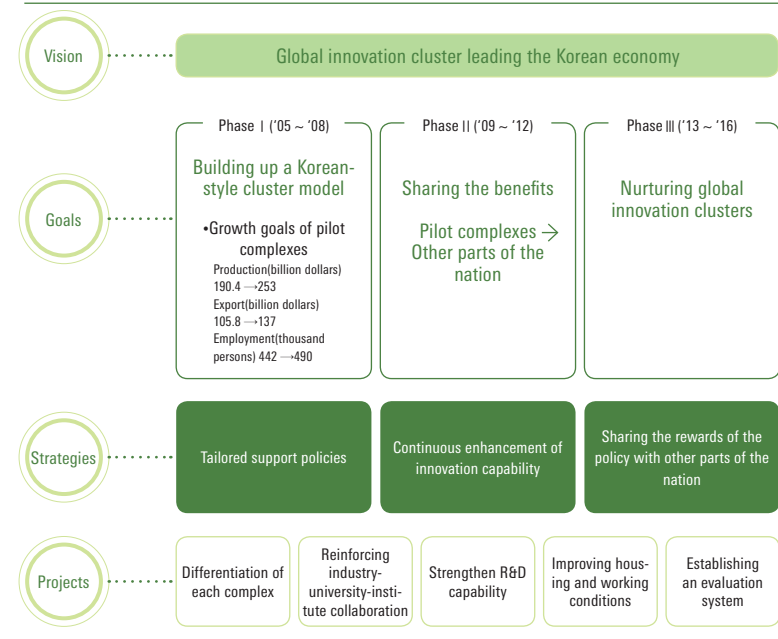 Vision
Global innovation cluster leading the Korean economy
Goals
Phase I ('05 ~ '08)
Building up a Korean-
style cluster model
•Growth goals of pilot
complexes
Production(billion dollars)
190.4 →253
Export(billion dollars)
105.8 →137
Employment(thousand
persons) 442 →490
Phase II ('09 ~ '12)
Sharing the benefits
Pilot complexes →
Other parts of the
nation
Phase III ('13 ~ '16)
Nurturing global
innovation clusters
Strategies
Tailored support policies
Continuous enhancement of
innovation capability
Sharing the rewards of the
policy with other parts of the
nation
Projects
Differentiation of
each complex
Reinforcing
industry-
university-insti-
tute collaboration
Strengthen R&D
capability
Improving hous-
ing and working
conditions
Establishing
an evaluation
system